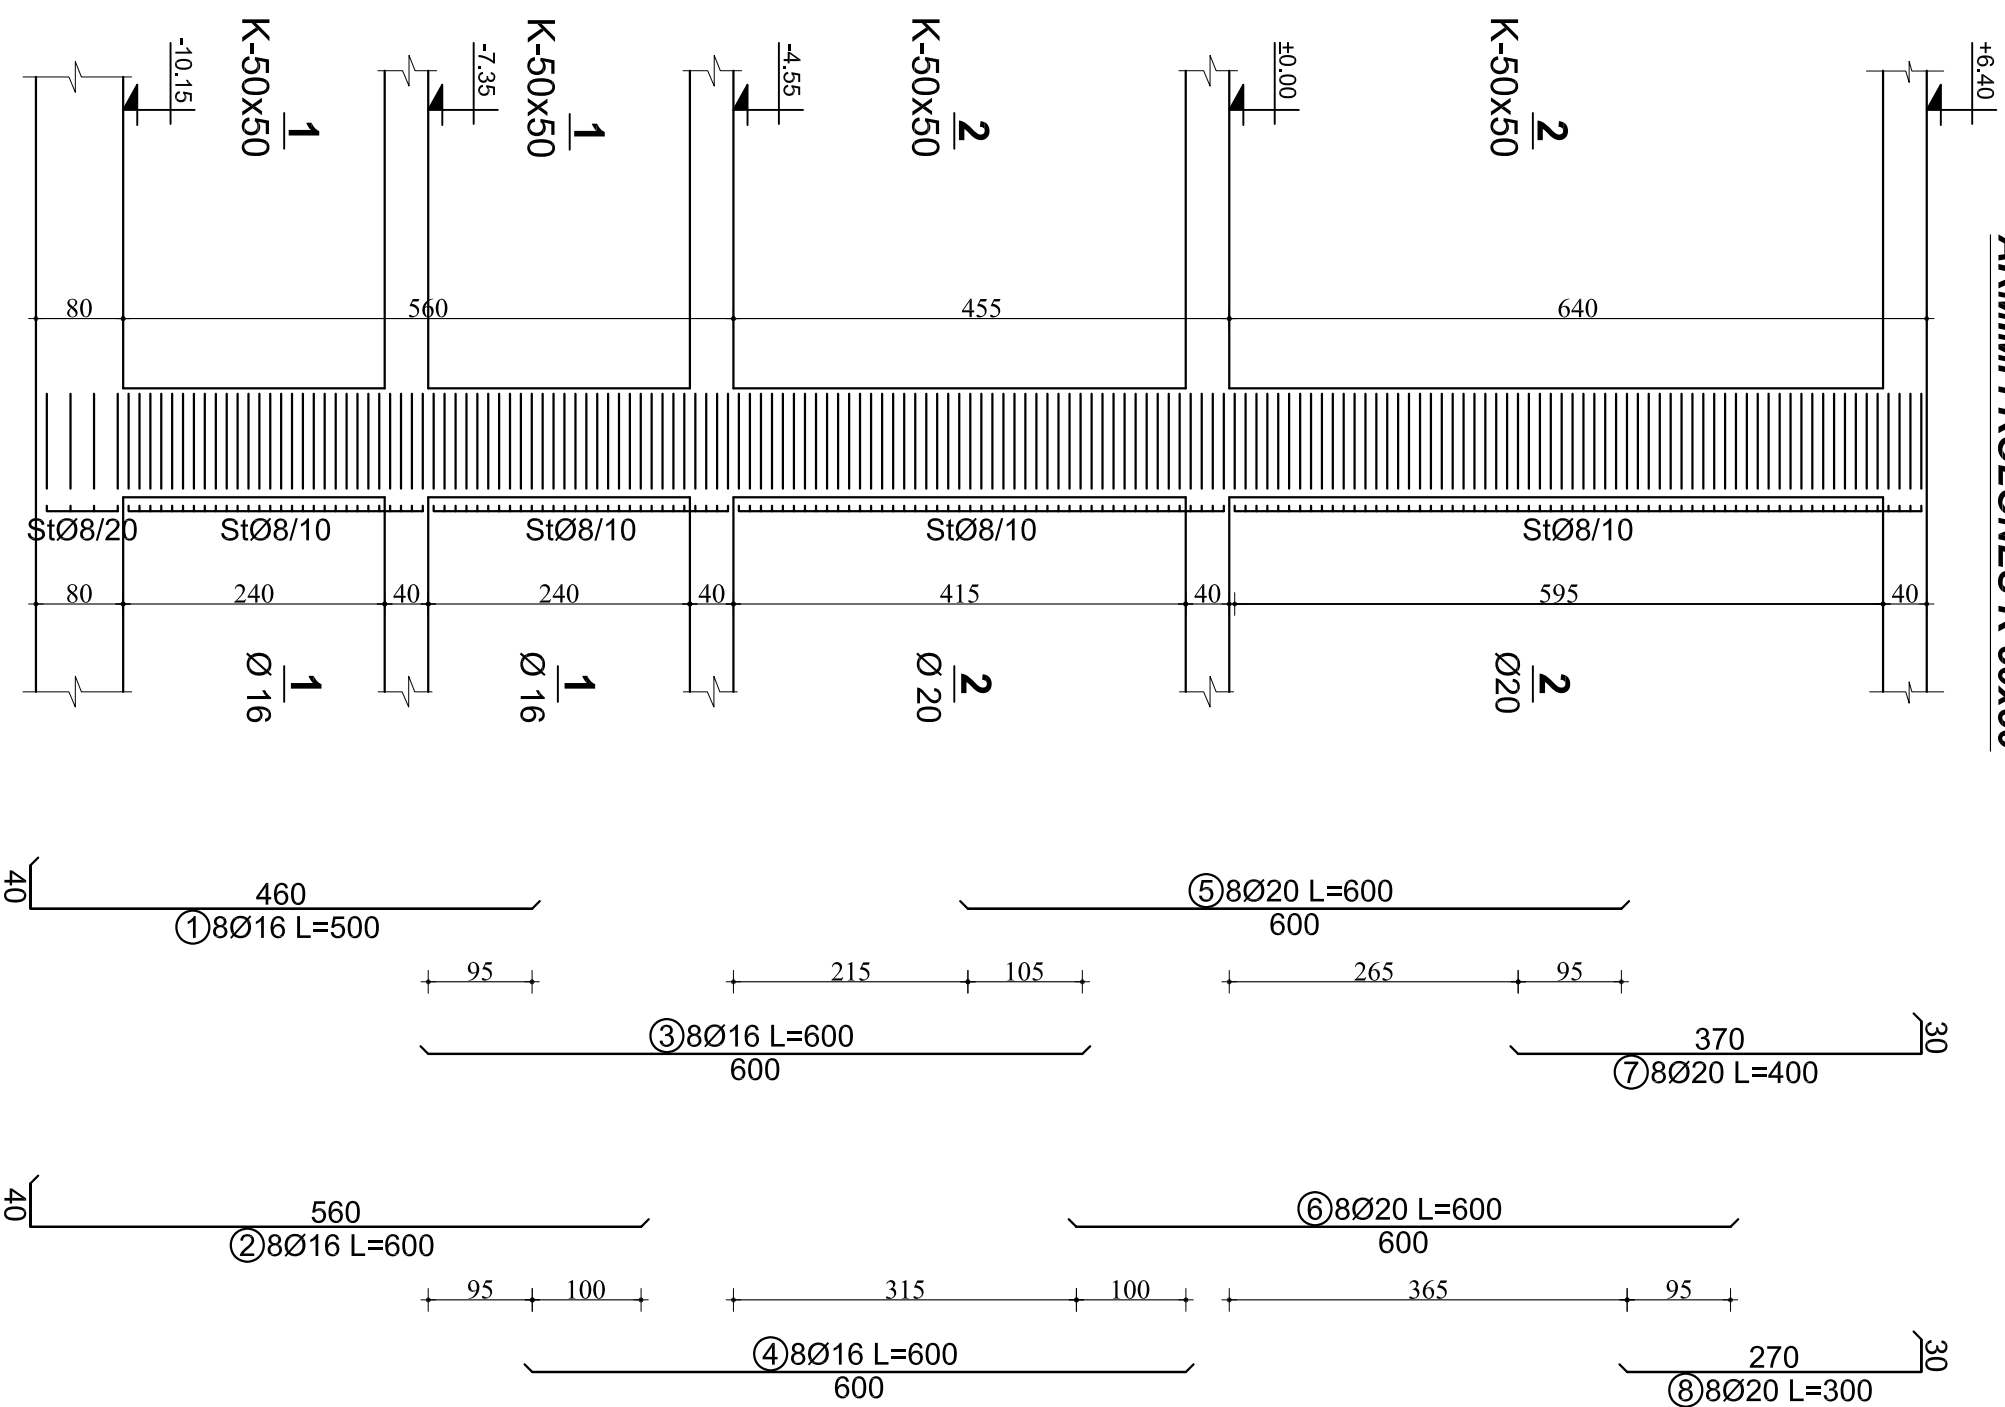 +6.40
±0.00
-4.55
-7.35
-10.15
K-50x50
1
K-50x50
1
K-50x50
2
K-50x50
2
80
560
455
640
StØ8/20
StØ8/10
StØ8/10
StØ8/10
StØ8/10
80
240
40
240
40
415
40
595
40
1
Ø 16
1
Ø 16
2
Ø 20
2
Ø20
40
460
①8Ø16 L=500
⑤8Ø20 L=600
600
95
215
105
265
95
③8Ø16 L=600
600
370
30
⑦8Ø20 L=400
40
560
②8Ø16 L=600
⑥8Ø20 L=600
600
95
100
315
100
365
95
④8Ø16 L=600
600
270
30
⑧8Ø20 L=300